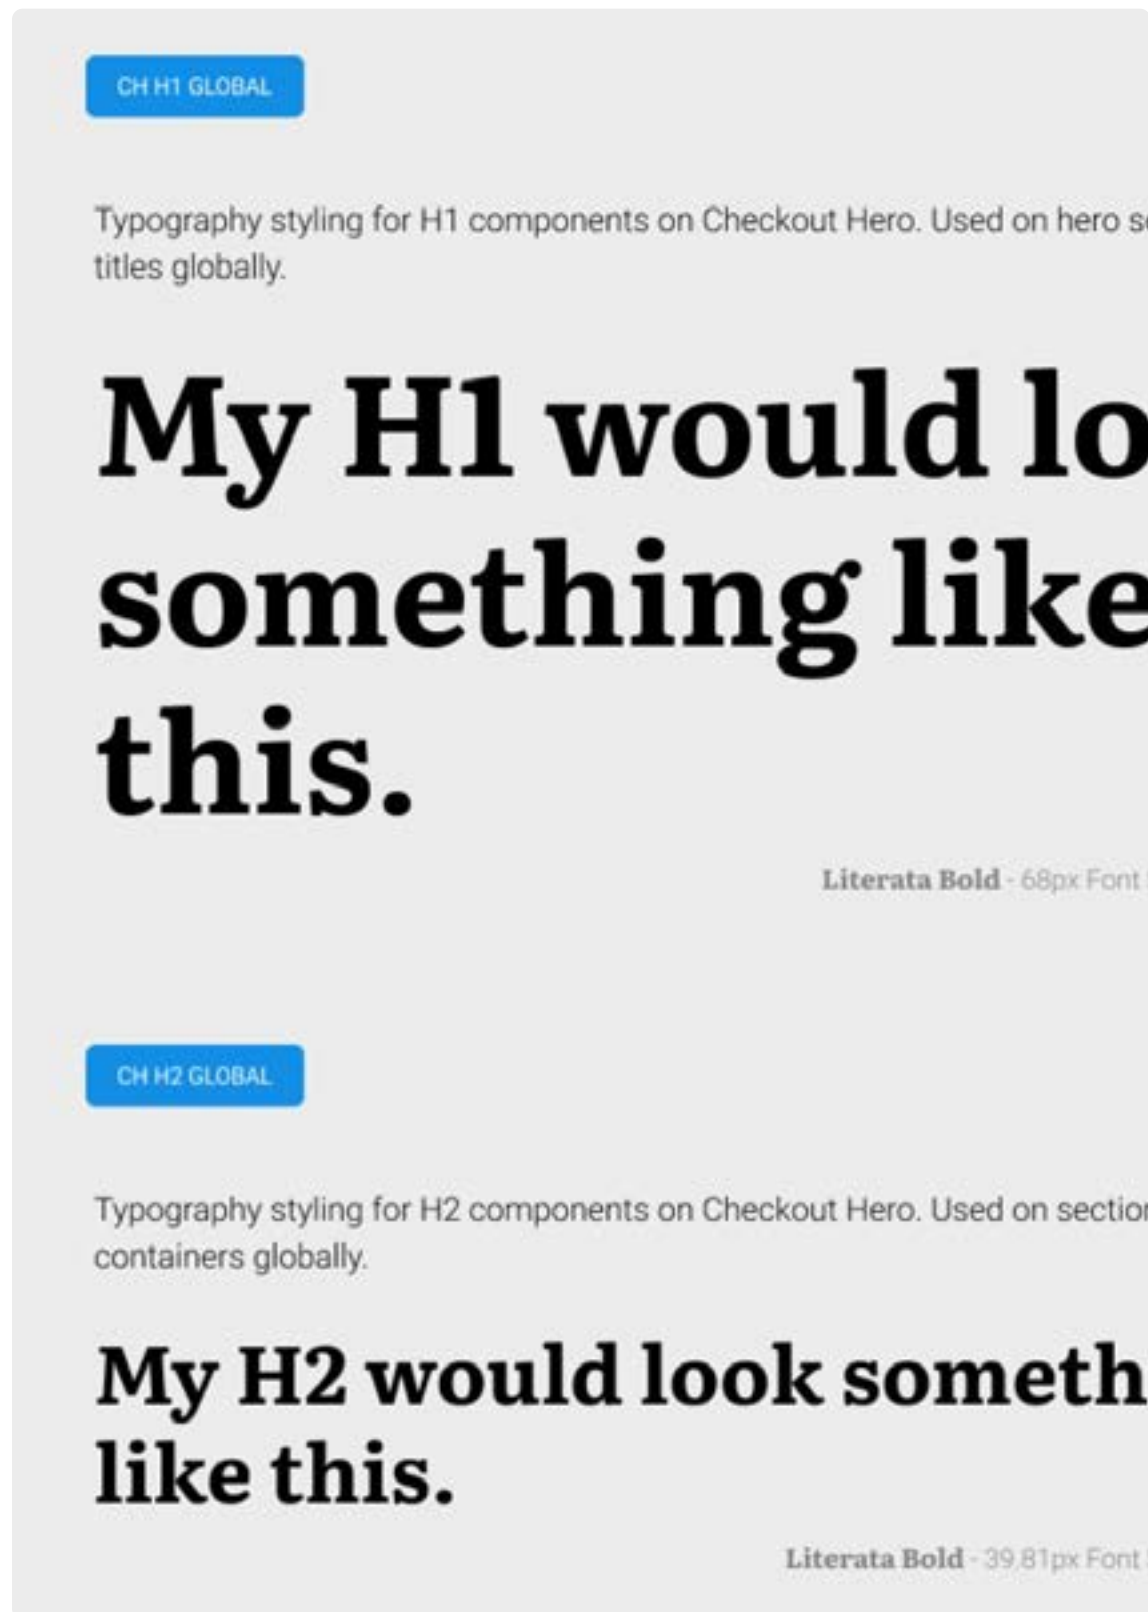 CH H1 GLOBAL
Typography styling for H1 components on Checkout Hero. Used on hero
titles globally.
My H1 would lo
something like
this.
Literata Bold - 68px Font
CH H2 GLOBAL
Typography styling for H2 components on Checkout Hero. Used on section
containers globally.
My H2 would look someth
like this.
Literata Bold - 39.81px Font